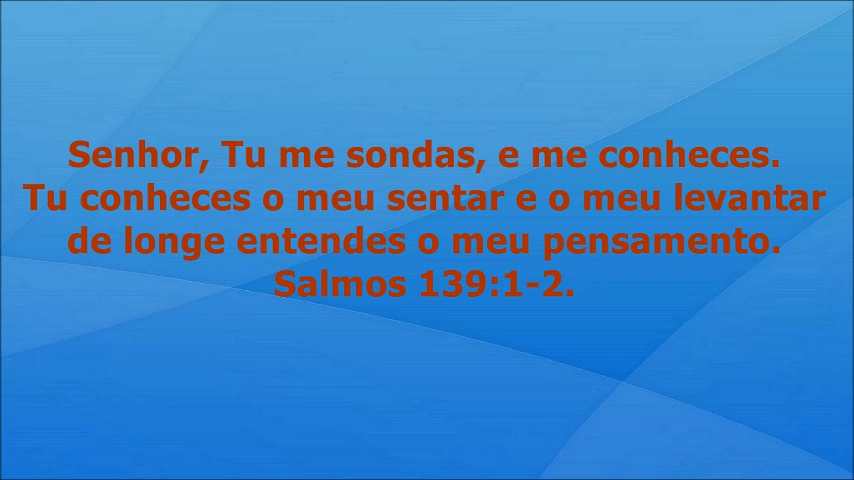 Senhor, Tu me sondas, e me conheces.
Tu conheces o meu sentar e o meu levantar
de longe entendes o meu pensamento.
Salmos 139:1-2.